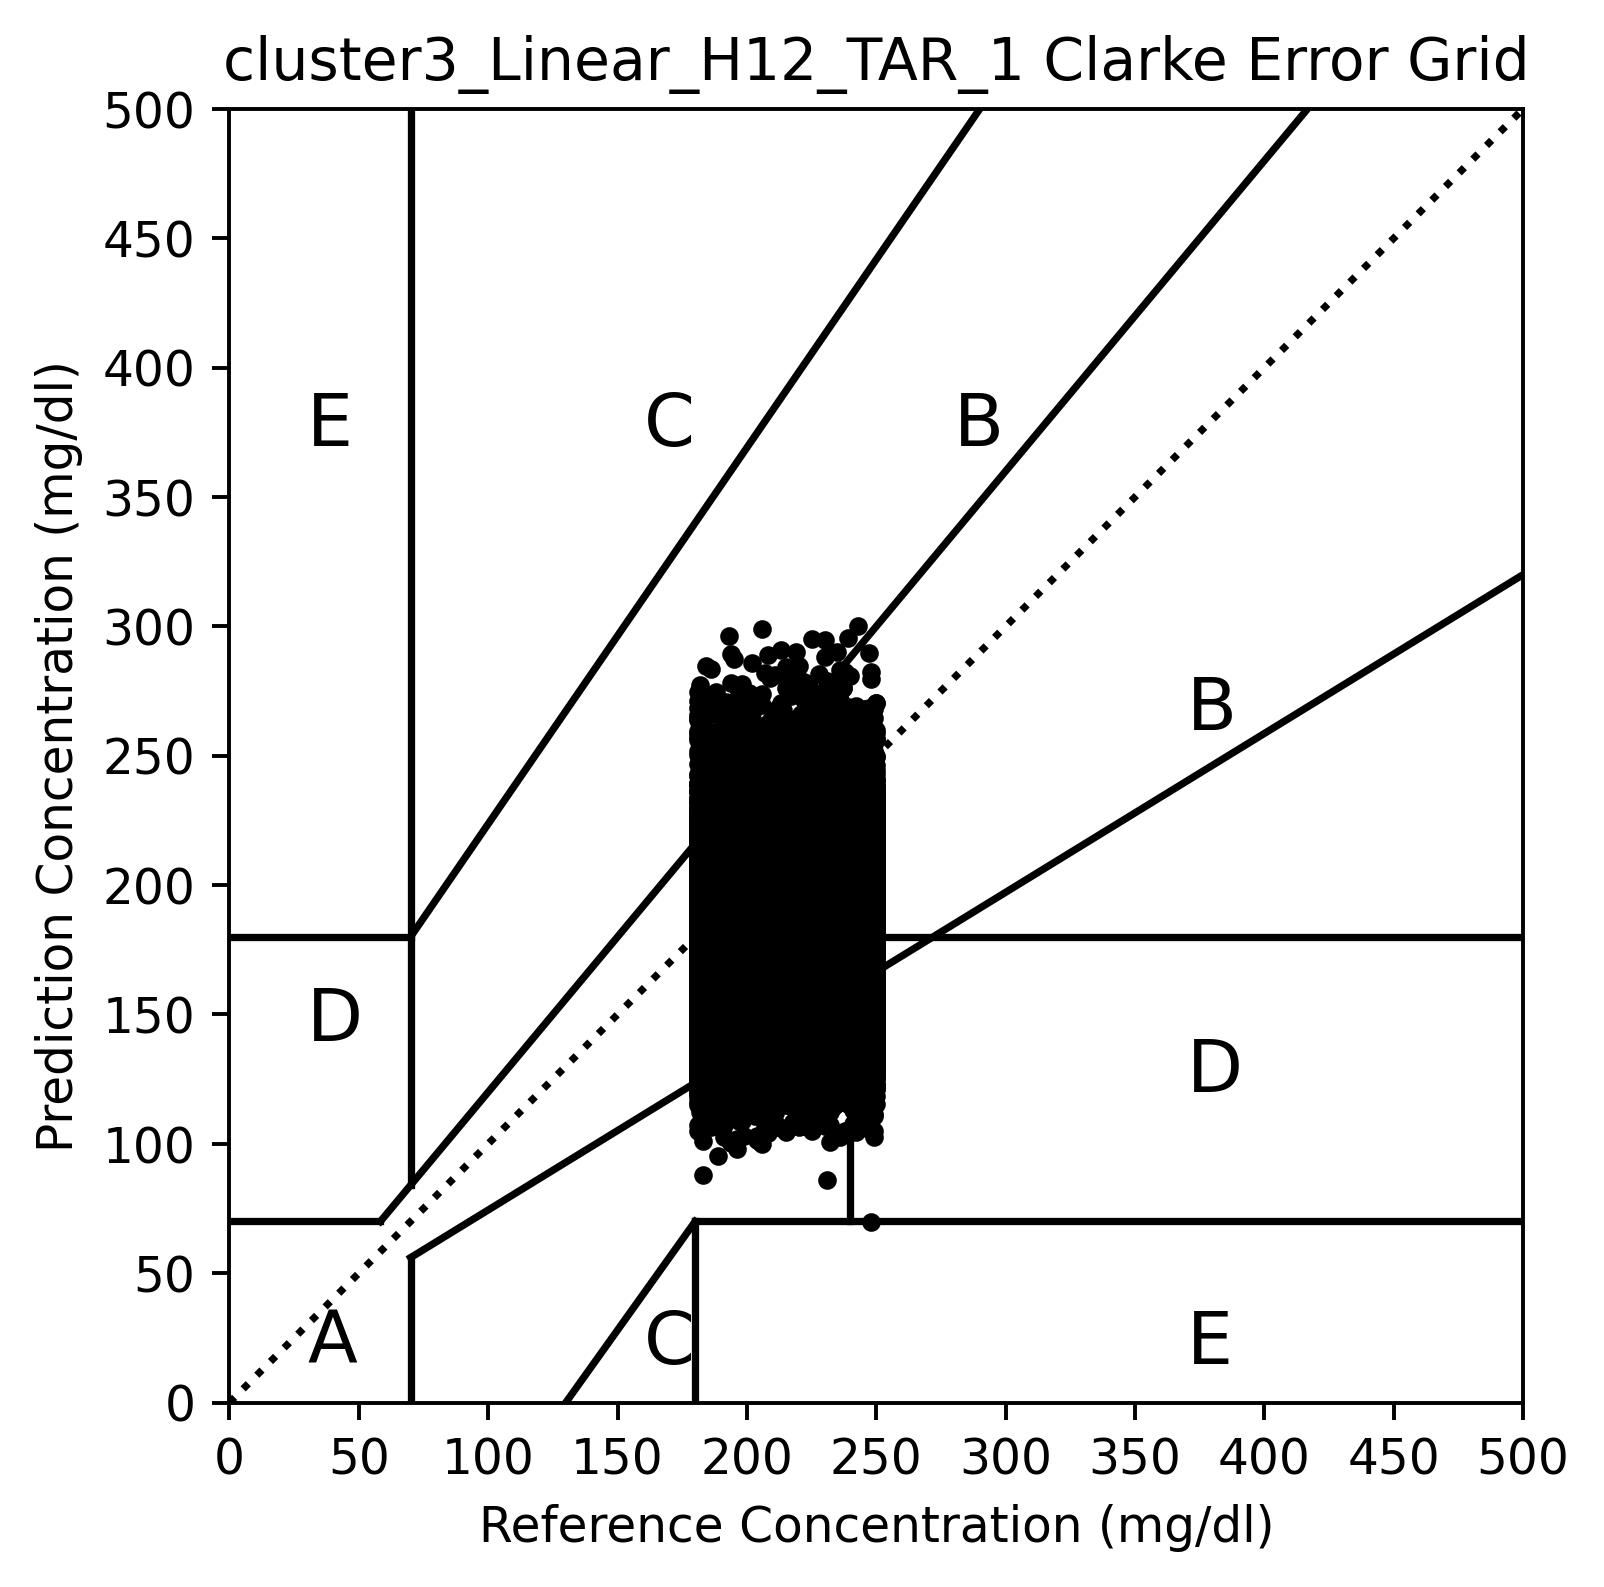 cluster3_Linear_H12_TAR_1 Clarke Error Grid
Prediction Concentration (mg/dl)
500
450
400
350
300
250
200
150
100
50
0
E
C
B
B
D
D
A
C
E
0 50 100 150 200 250 300 350 400 450 500
Reference Concentration (mg/dl)